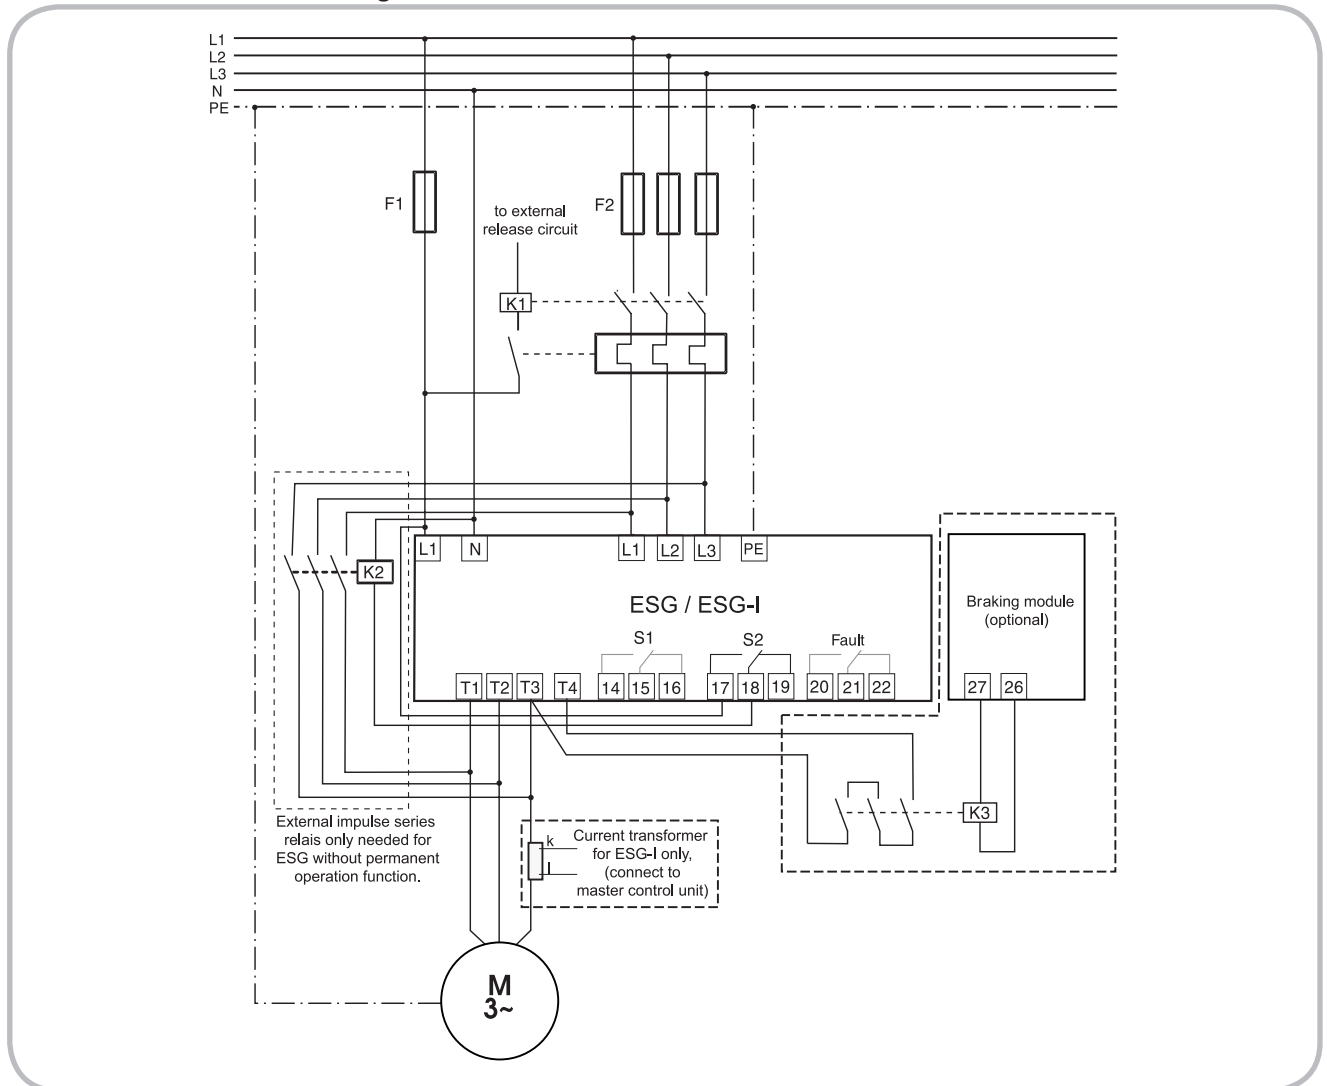 L1
L2
L3
N
PE
F1
F2
to external
release circuit
K1
K2
L1
N
L1
L2
L3
PE
ESG / ESG-I
Braking module
(optional)
S1
S2
Fault
T1
T2
T3
T4
14
15
16
17
18
19
20
21
22
27
26
K3
External impulse series
relais only needed for
ESG without permanent
operation function.
k
l
Current transformer
for ESG-I only,
(connect to
master control unit)
M
3~